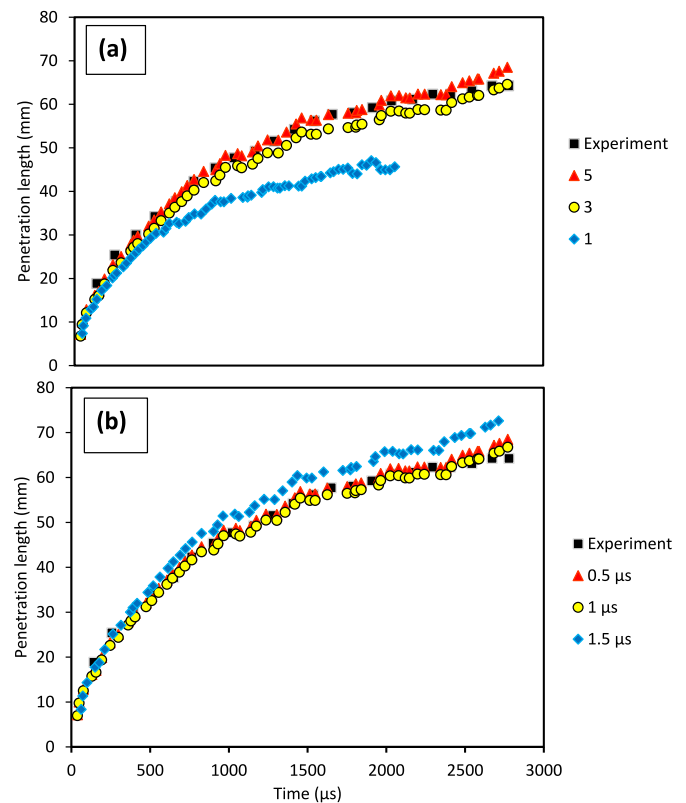 (a)
80
70
60
50
40
30
20
10
0
Penetration length (mm)
Experiment
5
3
1
(b)
80
70
60
50
40
30
20
10
0
Penetration length (mm)
0 500 1000 1500 2000 2500 3000
Time (μs)
Experiment
0.5 μs
1 μs
1.5 μs